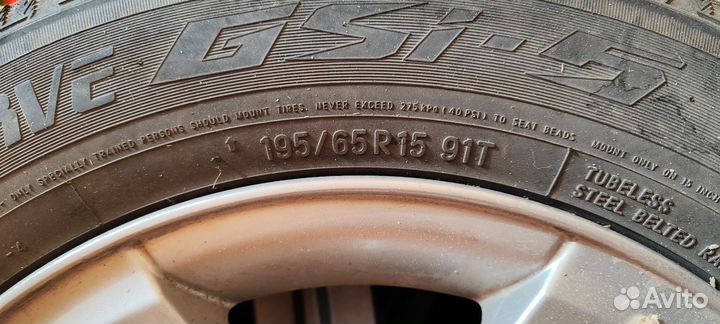 IVE GSi-5
ONLY SPECIALLY TRAINED PERSONS SHOULD MOUNT TIRES. NEVER EXCEED 275 kPa (40 PSI) TO SEAT BEADS. MOUNT ONLY ON 15 INCH
195/65R15 91T
TUBELESS
STEEL BELTED RA
Avito